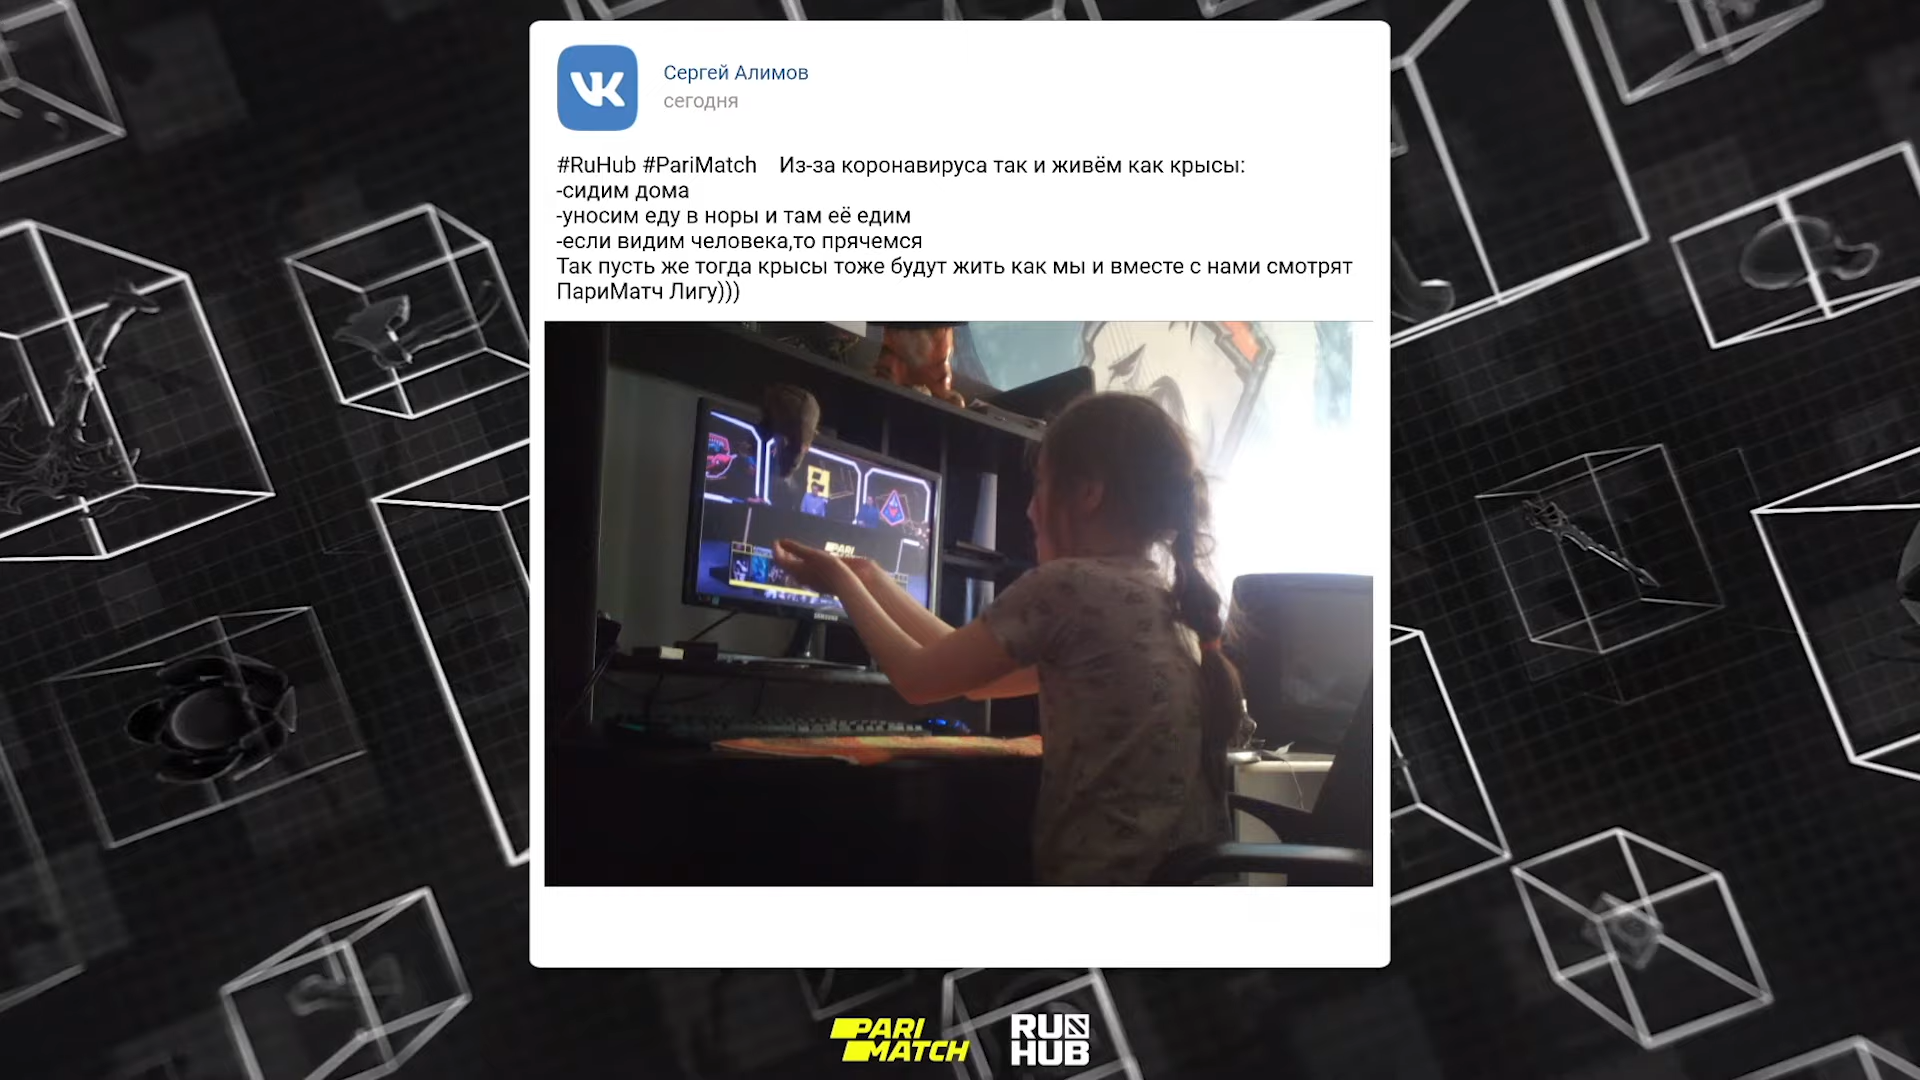 Сергей Алимов
сегодня
#RuHub #PariMatch Из-за коронавируса так и живём как крысы:
-сидим дома
-уносим еду в норы и там её едим
-если видим человека,то прячемся
Так пусть же тогда крысы тоже будут жить как мы и вместе с нами смотрят
ПариМатч Лигу)))
PARI
SAMSUNG
PARI
MATCH
RU
HUB